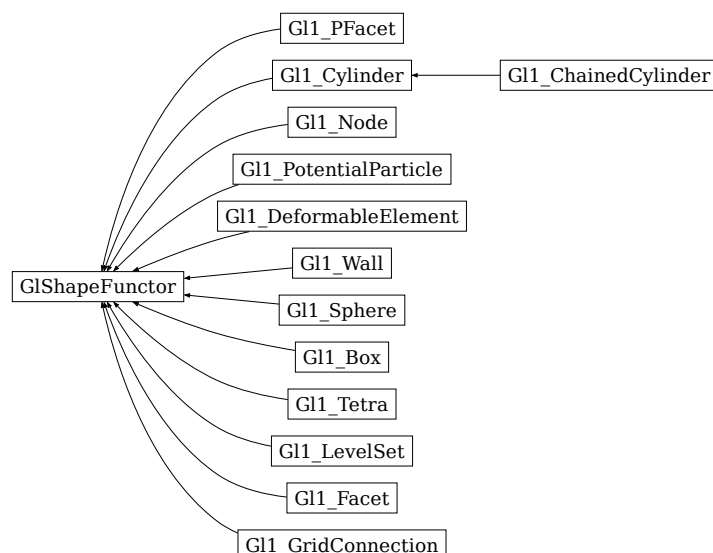 Gl1_PFacet
Gl1_Cylinder
Gl1_ChainedCylinder
Gl1_Node
Gl1_PotentialParticle
Gl1_DeformableElement
Gl1_Wall
GlShapeFunctor
Gl1_Sphere
Gl1_Box
Gl1_Tetra
Gl1_LevelSet
Gl1_Facet
Gl1_GridConnection